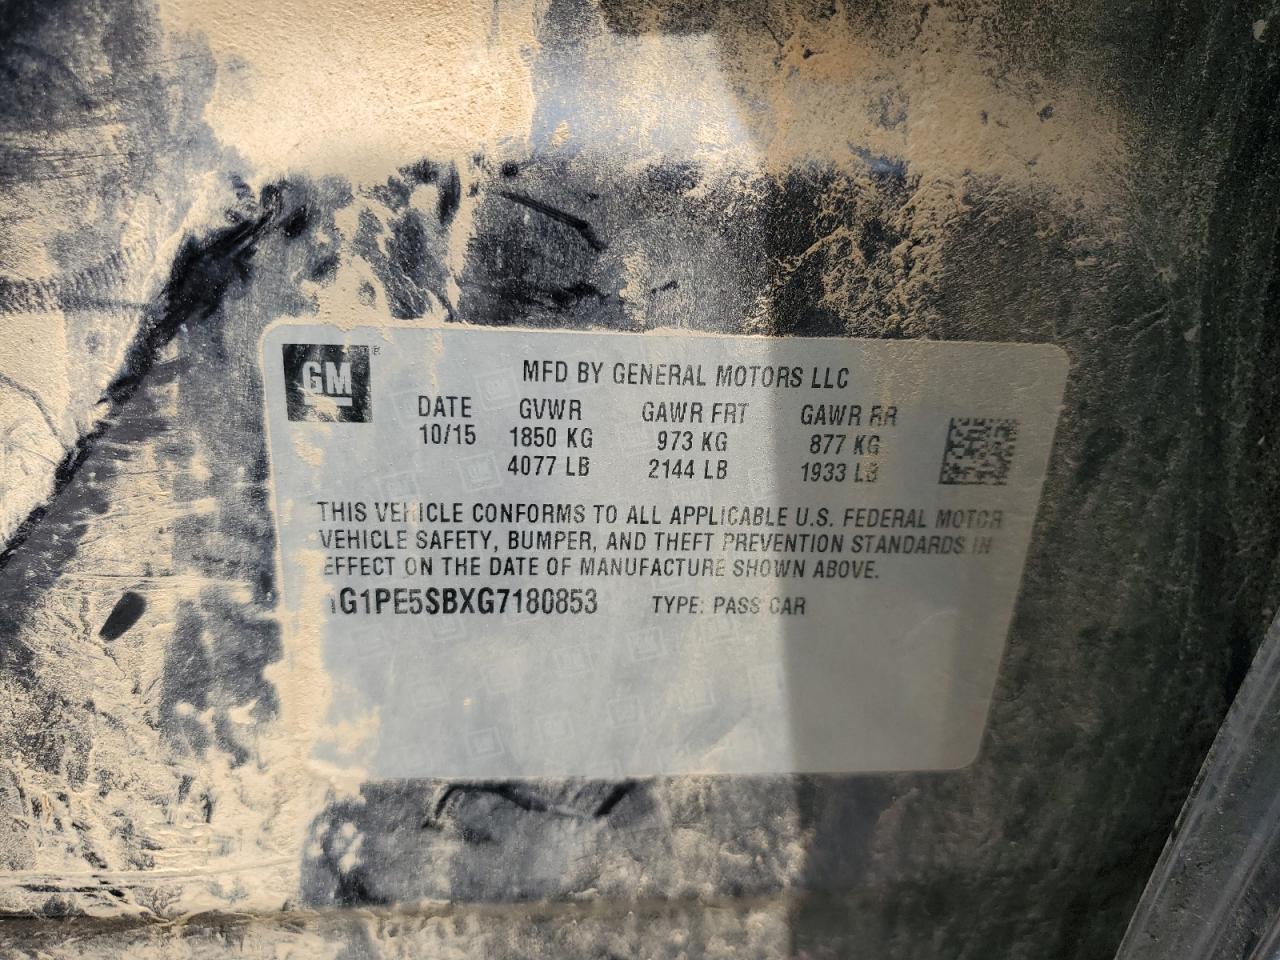 GM
MFD BY GENERAL MOTORS LLC
DATE GVWR GAWR FRT GAWR RR
10/15 1850 KG 973 KG 877 KG
4077 LB 2144 LB 1933 LB
THIS VEHICLE CONFORMS TO ALL APPLICABLE U.S. FEDERAL MOTOR
VEHICLE SAFETY, BUMPER, AND THEFT PREVENTION STANDARDS IN
EFFECT ON THE DATE OF MANUFACTURE SHOWN ABOVE.
1G1PE5SBXG7180853 TYPE: PASS CAR